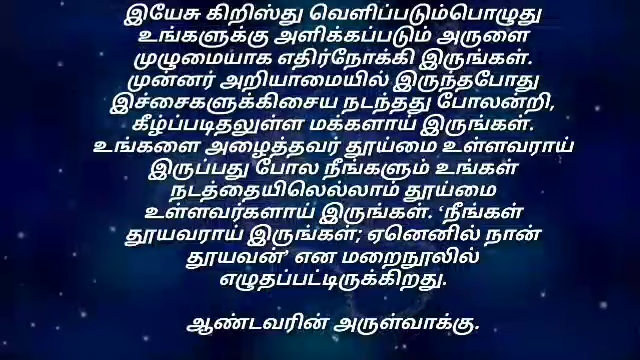 இயேசு கிறிஸ்து வெளிப்படும்பொழுது
உங்களுக்கு அளிக்கப்படும் அருளை
முழுமையாக எதிர்நோக்கி இருங்கள்.
முன்னர் அறியாமையில் இருந்தபோது
இச்சைகளுக்கிசைய நடந்தது போலன்றி,
கீழ்ப்படிதலுள்ள மக்களாய் இருங்கள்.
உங்களை அழைத்தவர் தூய்மை உள்ளவராய்
இருப்பது போல நீங்களும் உங்கள்
நடத்தையிலெல்லாம் தூய்மை
உள்ளவர்களாய் இருங்கள். ‘நீங்கள்
தூயவராய் இருங்கள்; ஏனெனில் நான்
தூயவன்’ என மறைநூலில்
எழுதப்பட்டிருக்கிறது.
ஆண்டவரின் அருள்வாக்கு.